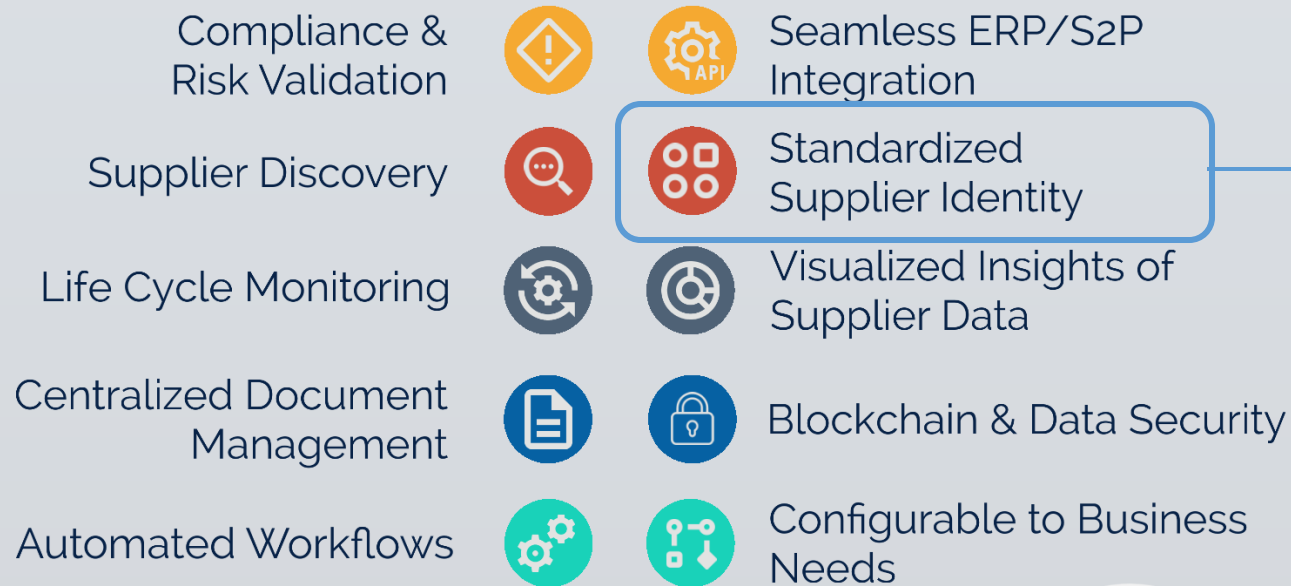 Compliance &
Risk Validation
API
Seamless ERP/S2P
Integration
Supplier Discovery
Standardized
Supplier Identity
Life Cycle Monitoring
Visualized Insights of
Supplier Data
Centralized Document
Management
Blockchain & Data Security
Automated Workflows
Configurable to Business
Needs